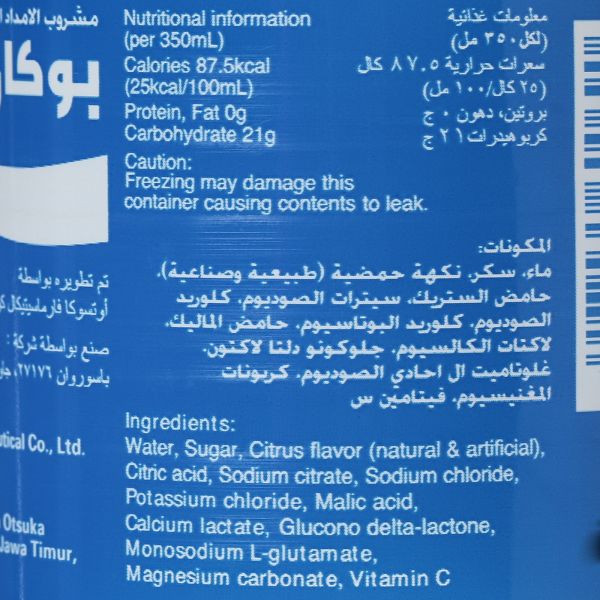 مشروب الامداد
بوكار
تم تطويره بواسطة
أوتسوكا فارماسيتيكال
صنع بواسطة شركة :
باسوروان ٢٧١٧٦،
utical Co., Ltd.
Otsuka
Jawa Timur,
Nutritional information
(per 350mL)
Calories 87.5kcal
(25kcal/100mL)
Protein, Fat 0g
Carbohydrate 21g
معلومات غذائية
(لكل ٣٥٠ مل)
سعرات حرارية ٨٧.٥ كال
(٢٥ كال/١٠٠ مل)
بروتين، دهون ٠ ج
كربوهيدرات ٢١ ج
Caution:
Freezing may damage this
container causing contents to leak.
المكونات:
ماء، سكر، نكهة حمضية (طبيعية وصناعية)،
حامض الستريك، سيترات الصوديوم، كلوريد
الصوديوم، كلوريد البوتاسيوم، حامض الماليك،
لاكتات الكالسيوم، جلوكونو دلتا لاكتون،
غلوتاميت ال احادي الصوديوم، كربونات
المغنيسيوم، فيتامين س
Ingredients:
Water, Sugar, Citrus flavor (natural & artificial),
Citric acid, Sodium citrate, Sodium chloride,
Potassium chloride, Malic acid,
Calcium lactate, Glucono delta-lactone,
Monosodium L-glutamate,
Magnesium carbonate, Vitamin C